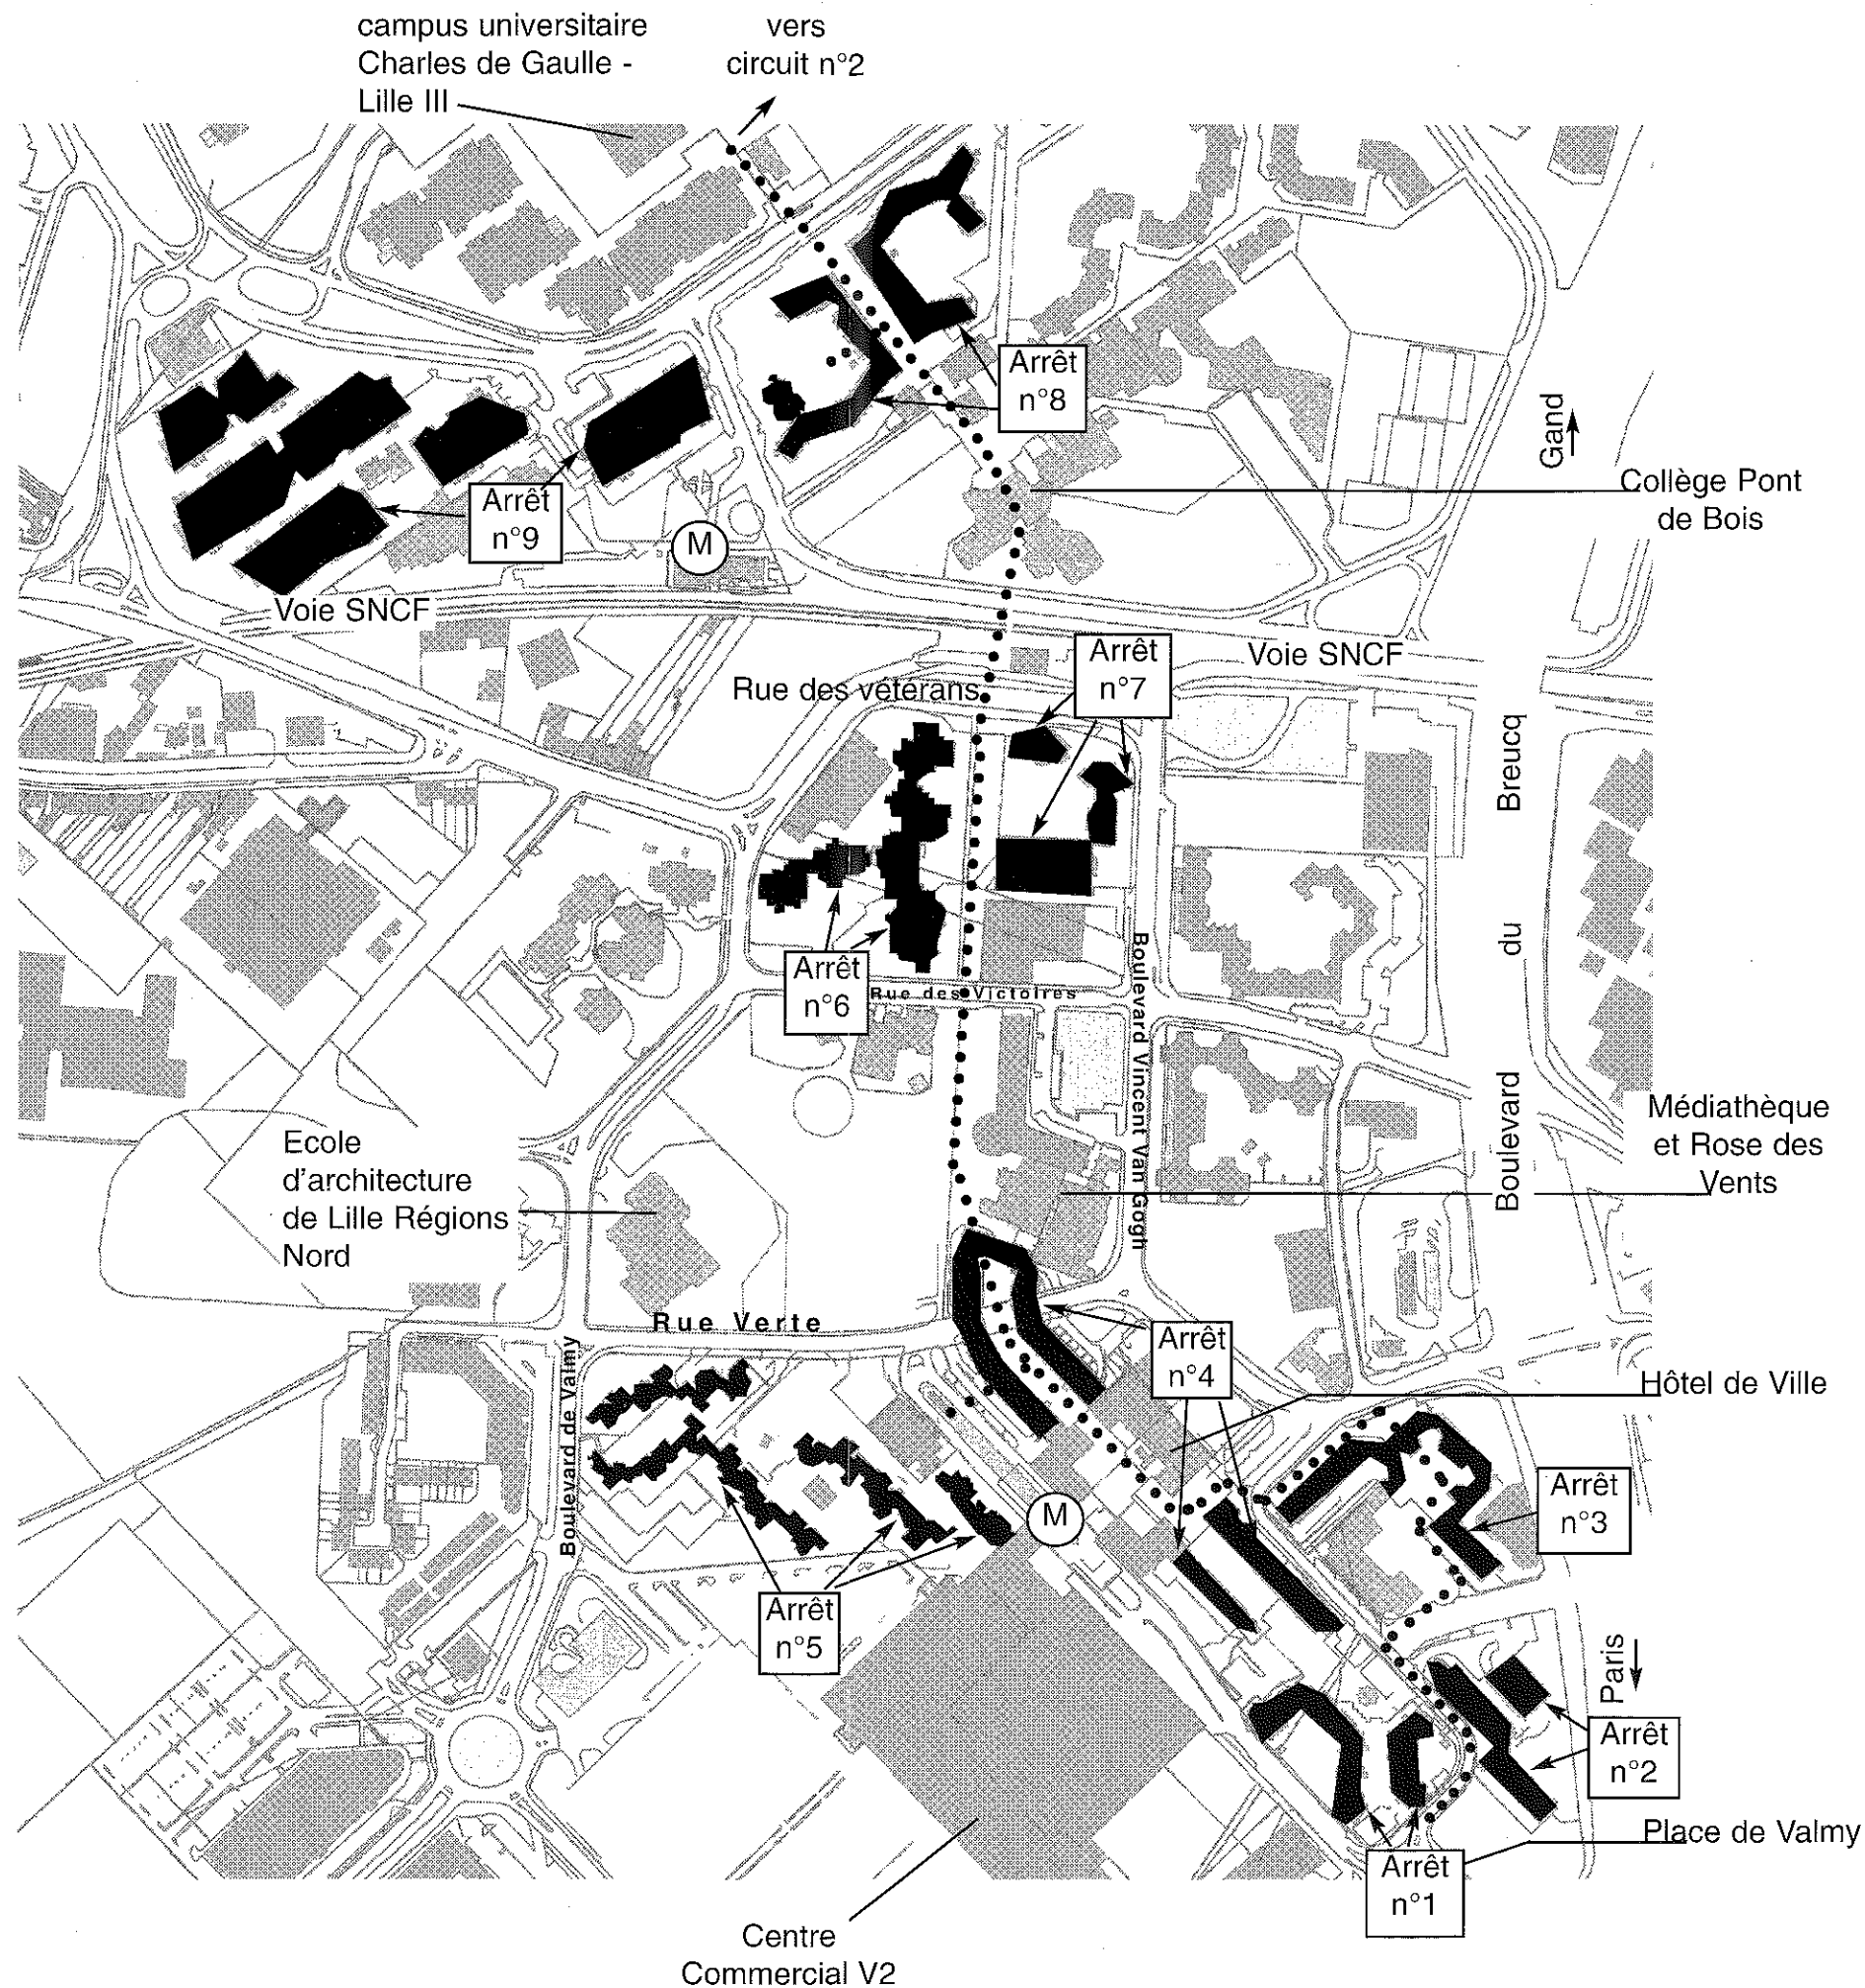 campus universitaire
Charles de Gaulle -
Lille III
vers
circuit n°2
Arrêt
n°8
Gand
Collège Pont
de Bois
Arrêt
n°9
M
Voie SNCF
Arrêt
n°7
Voie SNCF
Rue des vétérans
Boulevard du Breucq
Arrêt
n°6
Rue des Victoires
Boulevard Vincent Van Gogh
Médiathèque
et Rose des
Vents
Ecole
d'architecture
de Lille Régions
Nord
Rue Verte
Boulevard de Valmy
Arrêt
n°4
Hôtel de Ville
Arrêt
n°3
M
Arrêt
n°5
Paris
Arrêt
n°2
Place de Valmy
Arrêt
n°1
Centre
Commercial V2